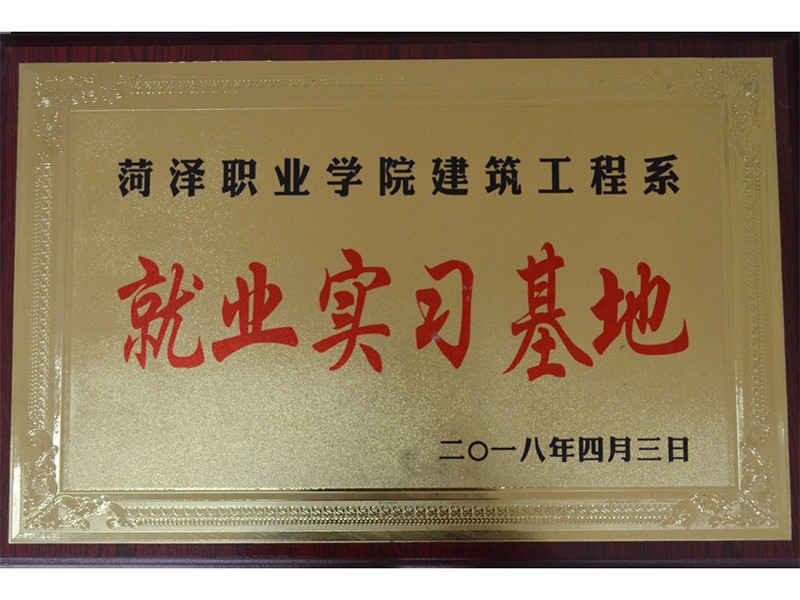 菏泽职业学院建筑工程系
就业实习基地
二〇一八年四月三日